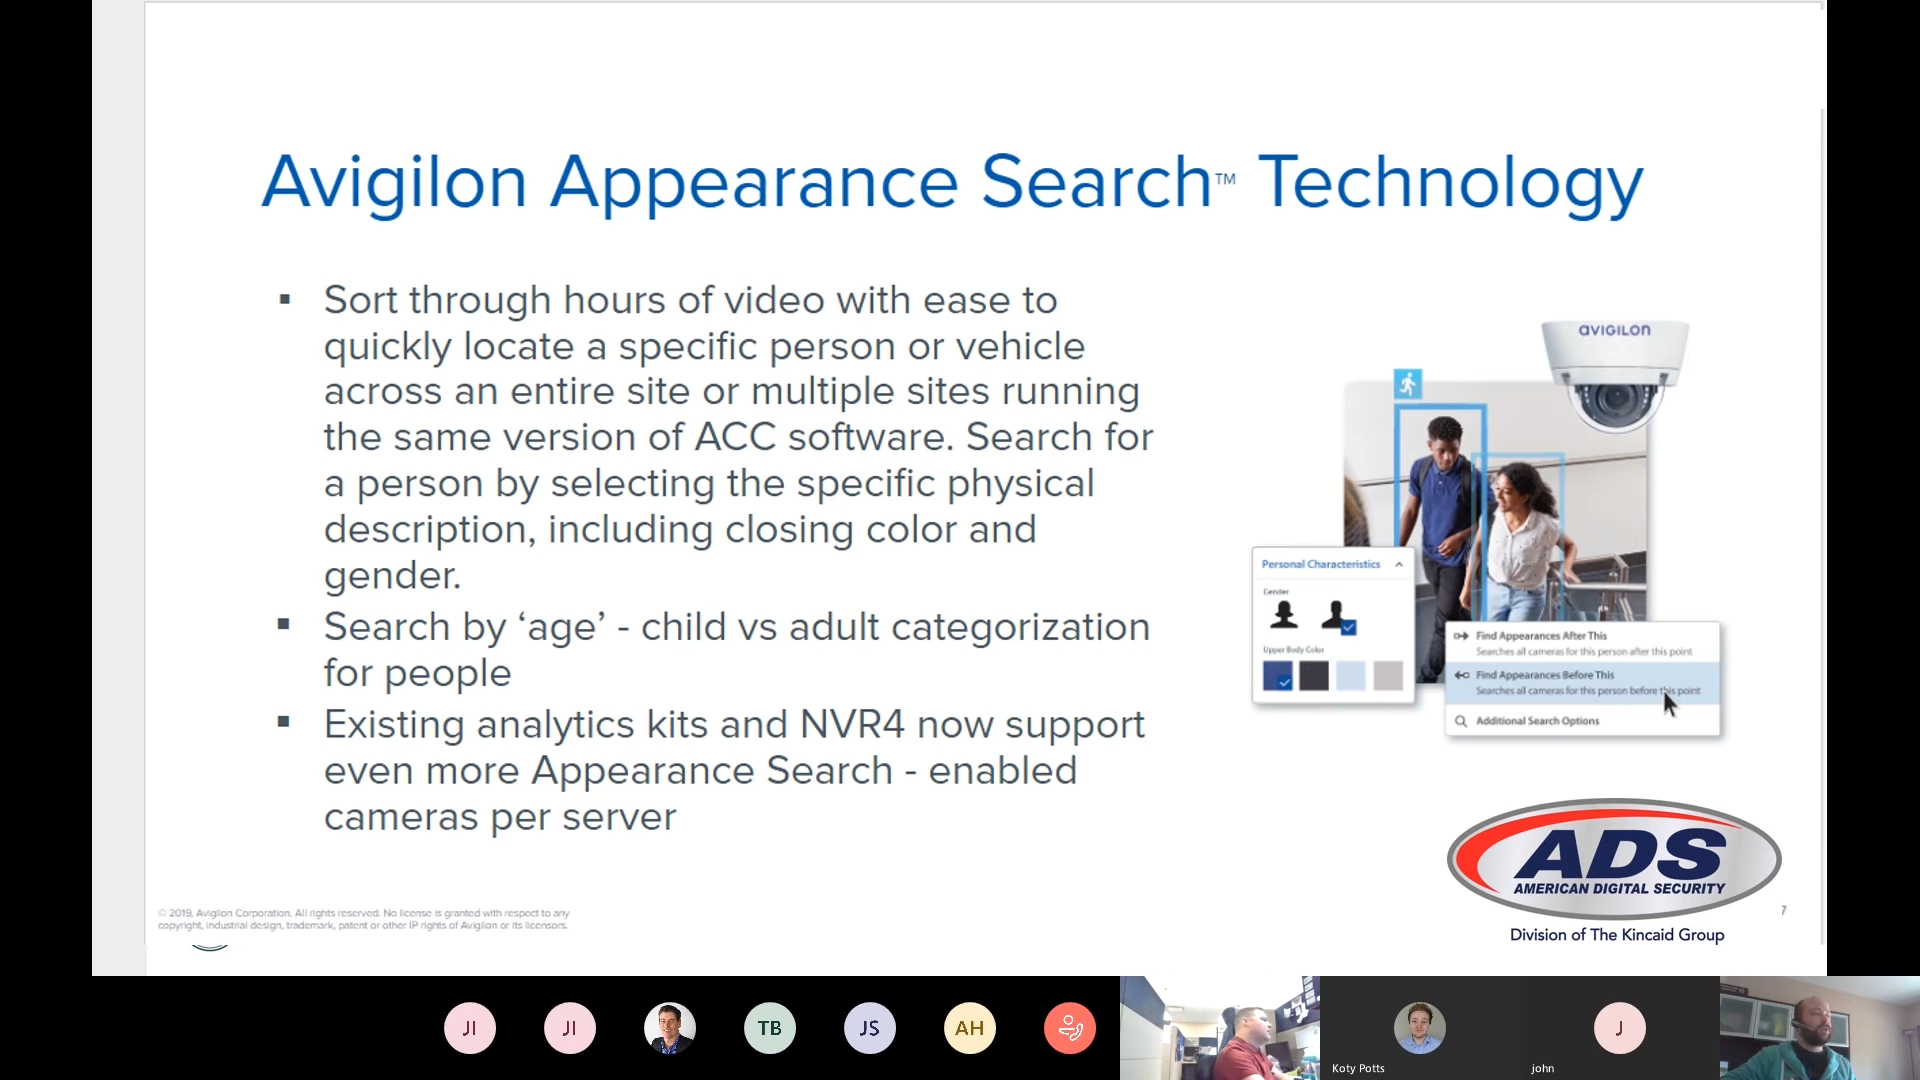 Avigilon Appearance Search™ Technology
▪ Sort through hours of video with ease to
quickly locate a specific person or vehicle
across an entire site or multiple sites running
the same version of ACC software. Search for
a person by selecting the specific physical
description, including closing color and
gender.
▪ Search by ‘age’ - child vs adult categorization
for people
▪ Existing analytics kits and NVR4 now support
even more Appearance Search - enabled
cameras per server
AVIGILON
Personal Characteristics
Gender
Upper Body Color
Find Appearances After This
Searches all cameras for this person after this point
Find Appearances Before This
Searches all cameras for this person before this point
Additional Search Options
ADS
AMERICAN DIGITAL SECURITY
Division of The Kincaid Group
© 2019, Avigilon Corporation. All rights reserved. No license is granted with respect to any
copyright, industrial design, trademark, patent or other IP rights of Avigilon or its licensors.
7
JI
JI
TB
JS
AH
J
Koty Potts
john